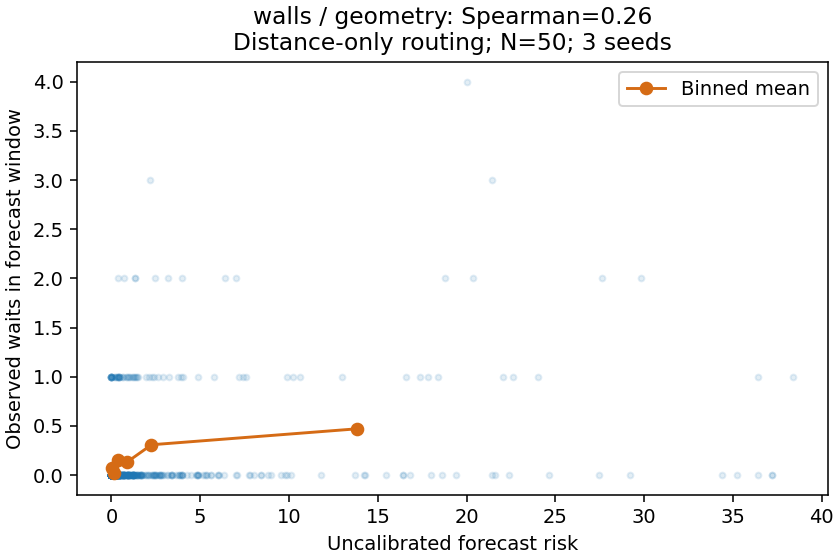 walls / geometry: Spearman=0.26
Distance-only routing; N=50; 3 seeds
Binned mean
Observed waits in forecast window
4.0
3.5
3.0
2.5
2.0
1.5
1.0
0.5
0.0
0 5 10 15 20 25 30 35 40
Uncalibrated forecast risk